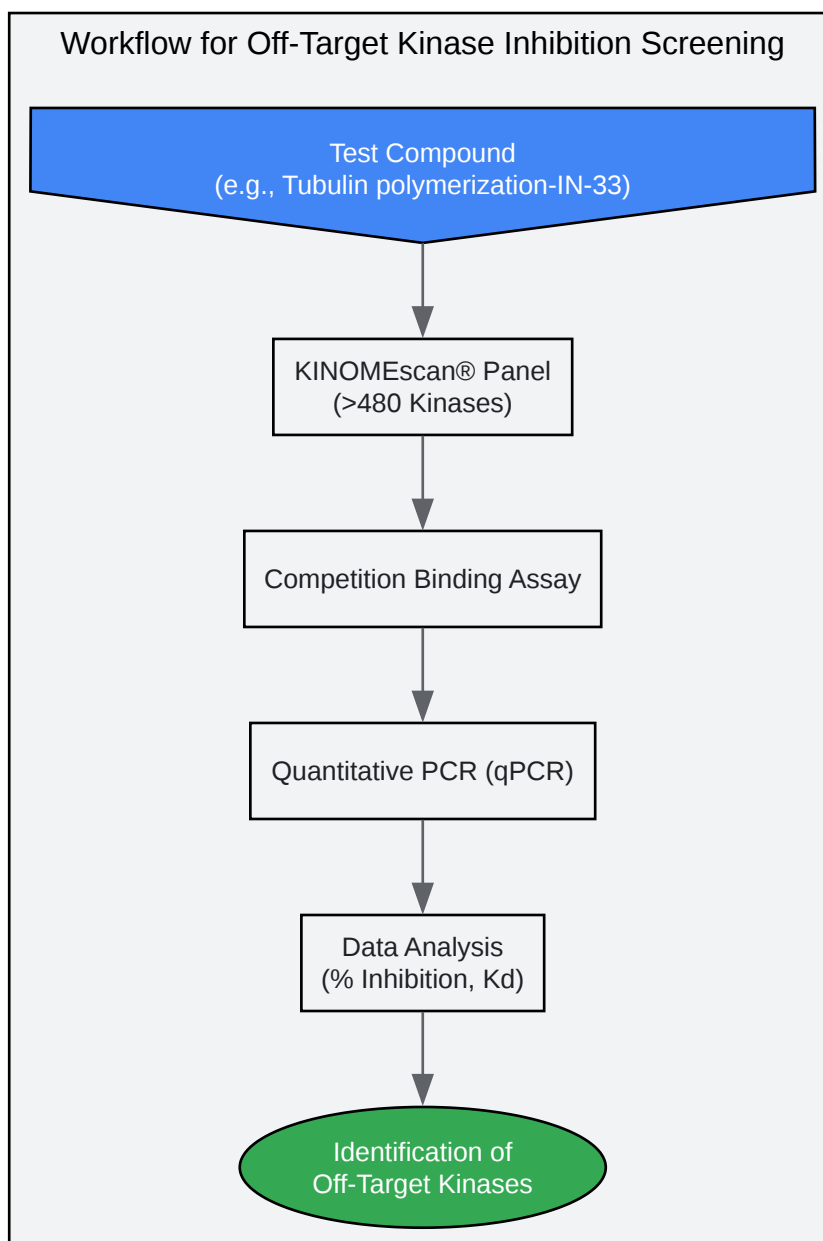 Workflow for Off-Target Kinase Inhibition Screening
Test Compound
(e.g., Tubulin polymerization-IN-33)
KINOMEscan® Panel
(>480 Kinases)
Competition Binding Assay
Quantitative PCR (qPCR)
Data Analysis
(% Inhibition, Kd)
Identification of
Off-Target Kinases